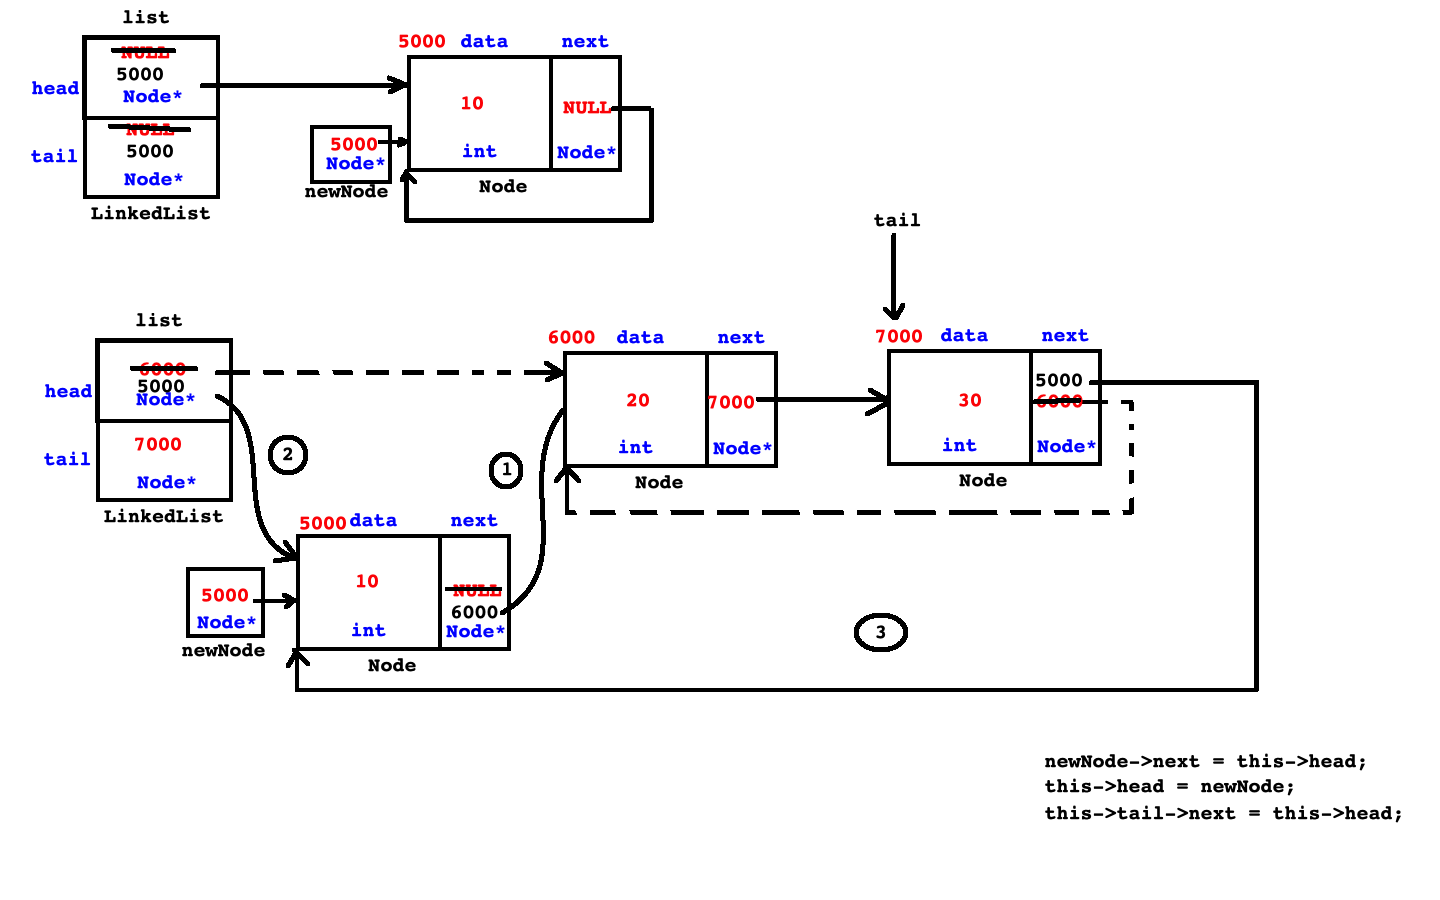 list
NULL
5000
head
Node*
NULL
5000
tail
Node*
LinkedList
5000 data next
10
NULL
int
Node*
Node
5000
Node*
newNode
tail
list
6000
5000
head
Node*
7000
tail
Node*
LinkedList
6000 data next
20
7000
int
Node*
Node
7000 data next
5000
30
6000
int
Node*
Node
2
1
5000 data next
10
NULL
6000
int
Node*
Node
5000
Node*
newNode
3
newNode->next = this->head;
this->head = newNode;
this->tail->next = this->head;